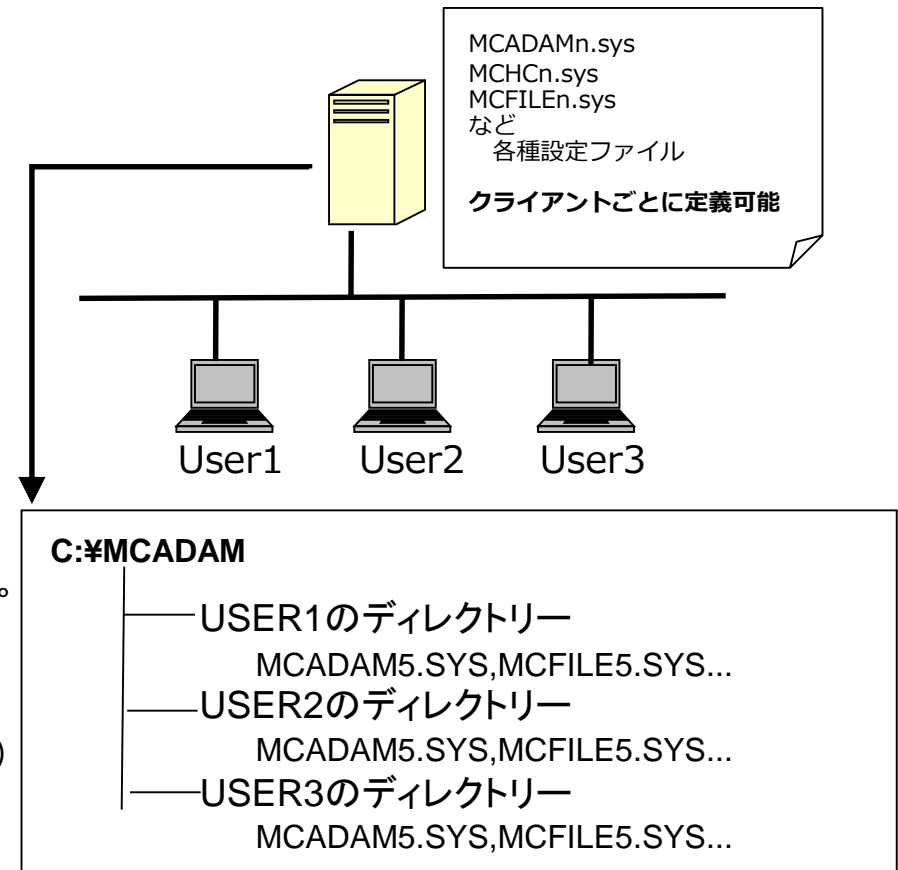 MCADAMn.sys
MCHCn.sys
MCFILEn.sys
など
各種設定ファイル
クライアントごとに定義可能
User1 User2 User3
C:¥MCADAM
。
USER1のディレクトリー
MCADAM5.SYS,MCFILE5.SYS...
USER2のディレクトリー
)
MCADAM5.SYS,MCFILE5.SYS...
USER3のディレクトリー
MCADAM5.SYS,MCFILE5.SYS...